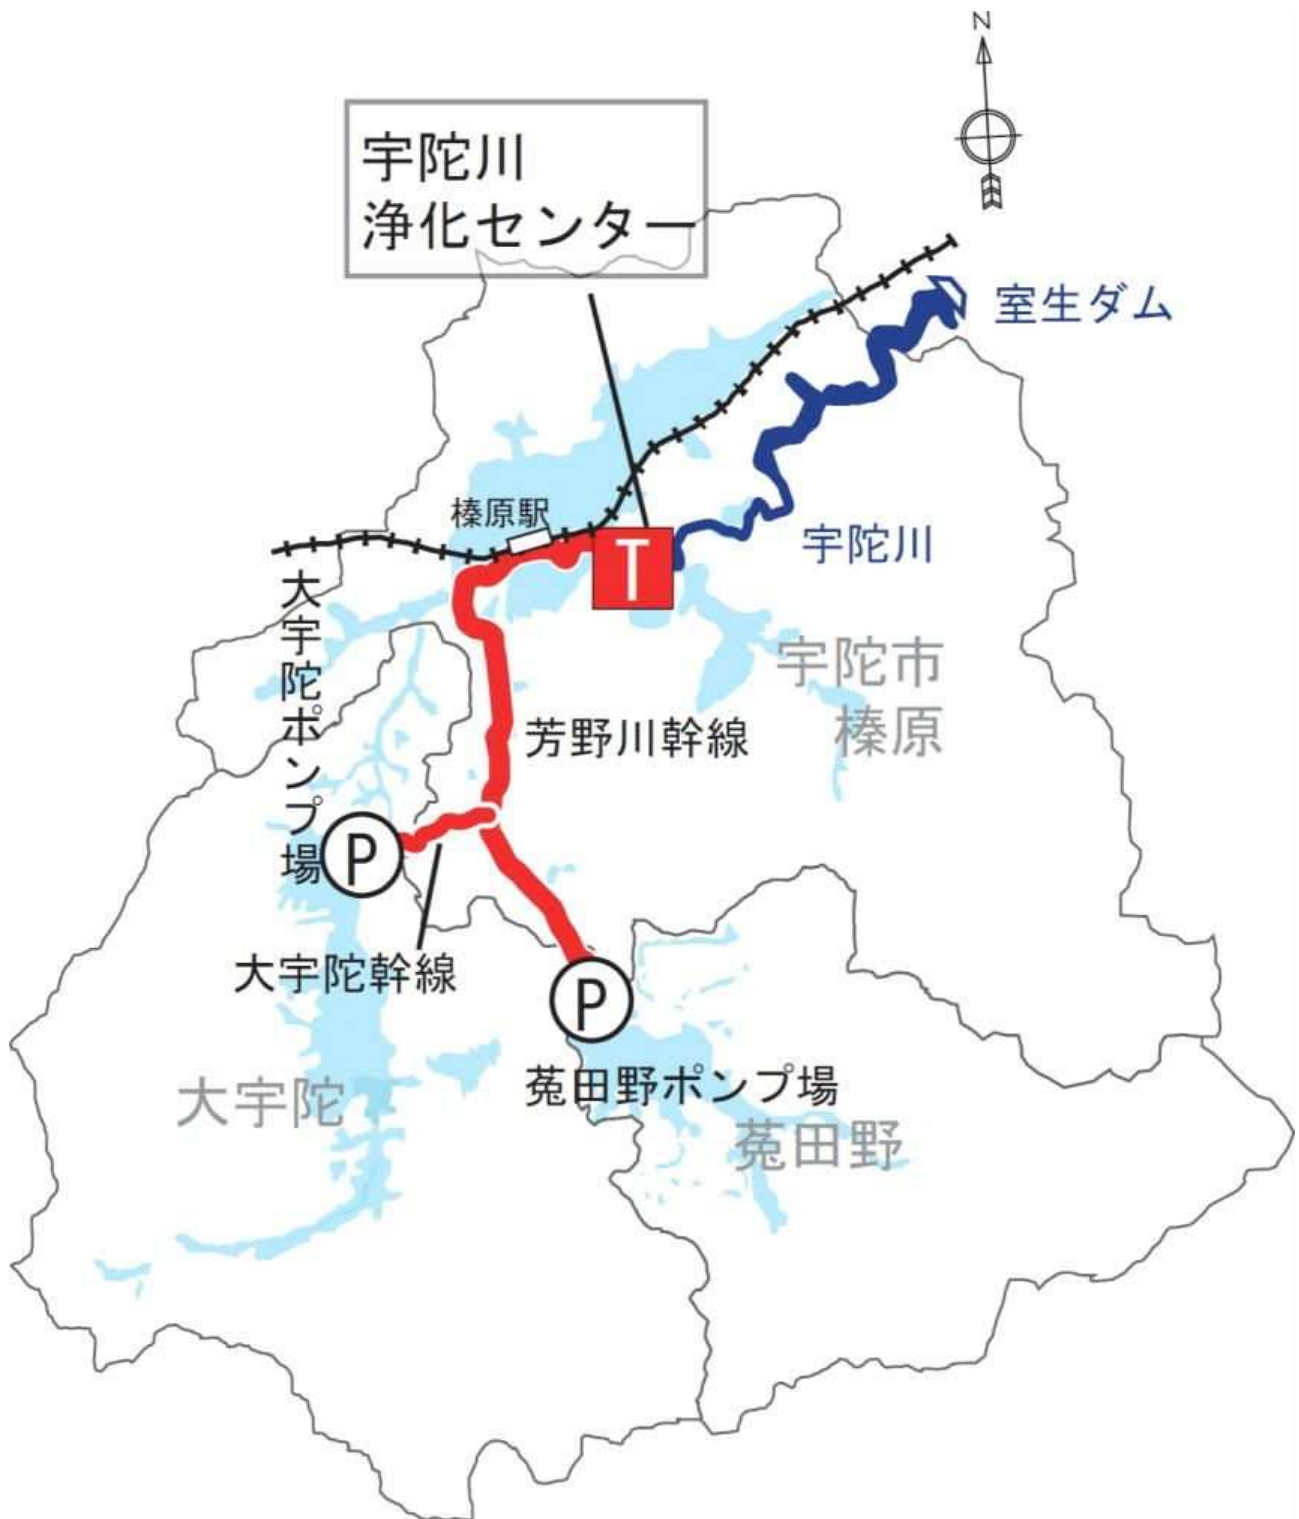 N
宇陀川
浄化センター
室生ダム
榛原駅
T
宇陀川
大宇陀ポンプ場
宇陀市
榛原
芳野川幹線
P
大宇陀幹線
P
菟田野ポンプ場
大宇陀
菟田野